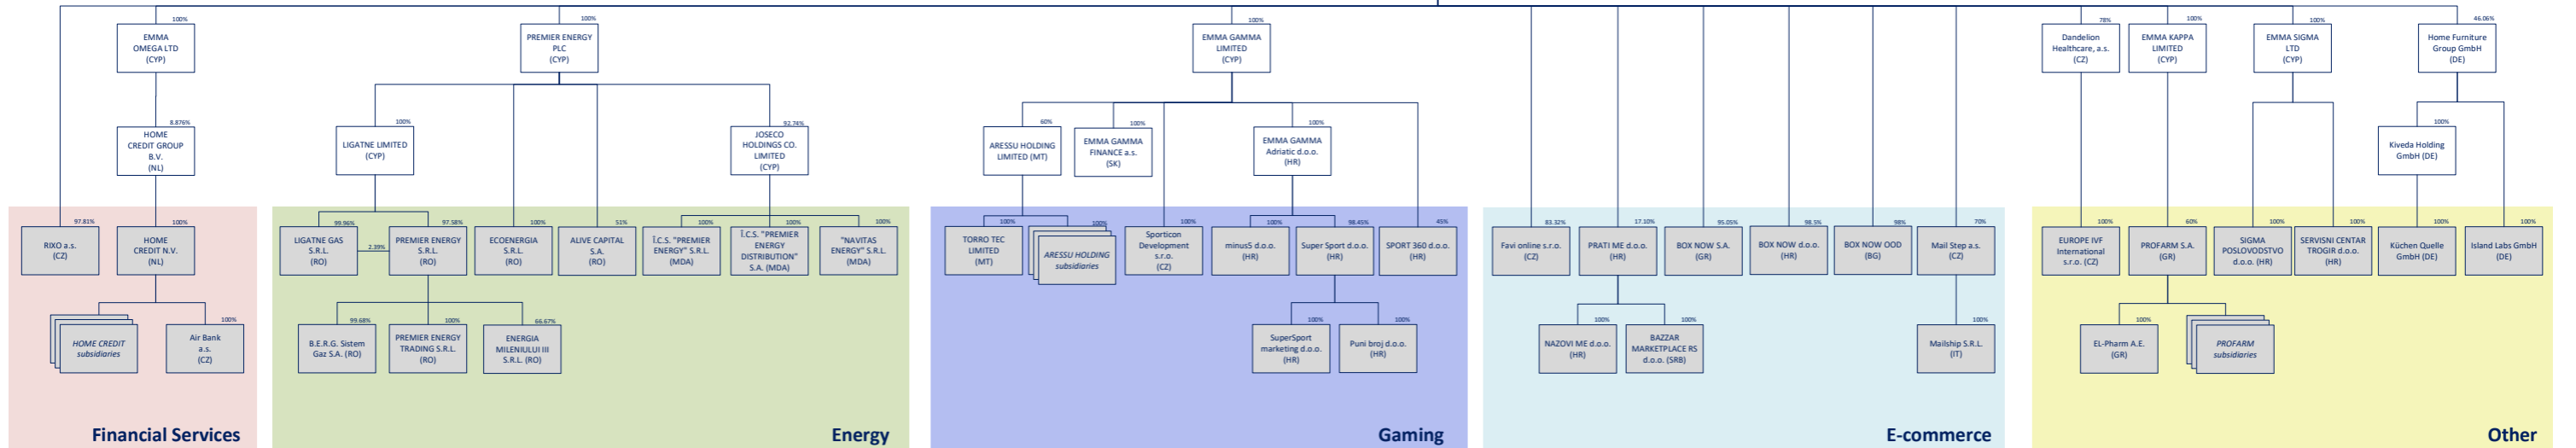 100%
EMMA
OMEGA LTD
(CYP)
100%
PREMIER ENERGY
PLC
(CYP)
100%
EMMA GAMMA
LIMITED
(CYP)
78%
Dandelion
Healthcare, a.s.
(CZ)
100%
EMMA KAPPA
LIMITED
(CYP)
100%
EMMA SIGMA
LTD
(CYP)
46.06%
Home Furniture
Group GmbH
(DE)
8.876%
HOME
CREDIT GROUP
B.V.
(NL)
100%
LIGATNE LIMITED
(CYP)
92.74%
JOSECO
HOLDINGS CO.
LIMITED
(CYP)
60%
ARESSU HOLDING
LIMITED (MT)
100%
EMMA GAMMA
FINANCE a.s.
(SK)
100%
EMMA GAMMA
Adriatic d.o.o.
(HR)
100%
Kiveda Holding
GmbH (DE)
97.81%
RIXO a.s.
(CZ)
100%
HOME
CREDIT N.V.
(NL)
99.96%
LIGATNE GAS
S.R.L.
(RO)
2.39%
97.58%
PREMIER ENERGY
S.R.L.
(RO)
100%
ECOENERGIA
S.R.L.
(RO)
51%
ALIVE CAPITAL
S.A.
(RO)
100%
Î.C.S. "PREMIER
ENERGY" S.R.L.
(MDA)
100%
Î.C.S. "PREMIER
ENERGY
DISTRIBUTION"
S.A. (MDA)
100%
"NAVITAS
ENERGY" S.R.L.
(MDA)
100%
TORRO TEC
LIMITED
(MT)
100%
ARESSU HOLDING
subsidiaries
100%
Sporticon
Development
s.r.o.
(CZ)
100%
minus5 d.o.o.
(HR)
98.45%
Super Sport d.o.o.
(HR)
45%
SPORT 360 d.o.o.
(HR)
83.32%
Favi online s.r.o.
(CZ)
17.10%
PRATI ME d.o.o.
(HR)
95.05%
BOX NOW S.A.
(GR)
98.5%
BOX NOW d.o.o.
(HR)
98%
BOX NOW OOD
(BG)
70%
Mail Step a.s.
(CZ)
100%
EUROPE IVF
International
s.r.o. (CZ)
60%
PROFARM S.A.
(GR)
100%
SIGMA
POSLOVODSTVO
d.o.o. (HR)
100%
SERVISNI CENTAR
TROGIR d.o.o.
(HR)
100%
Küchen Quelle
GmbH (DE)
100%
Island Labs GmbH
(DE)
HOME CREDIT
subsidiaries
100%
Air Bank
a.s.
(CZ)
99.68%
B.E.R.G. Sistem
Gaz S.A. (RO)
100%
PREMIER ENERGY
TRADING S.R.L.
(RO)
66.67%
ENERGIA
MILENIULUI III
S.R.L. (RO)
100%
SuperSport
marketing d.o.o.
(HR)
100%
Puni broj d.o.o.
(HR)
100%
NAZOVI ME d.o.o.
(HR)
100%
BAZZAR
MARKETPLACE RS
d.o.o. (SRB)
100%
Mailship S.R.L.
(IT)
100%
EL-Pharm A.E.
(GR)
PROFARM
subsidiaries
Financial Services
Energy
Gaming
E-commerce
Other